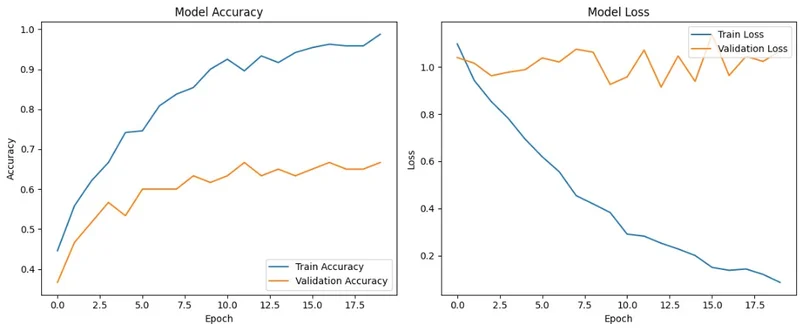 Model Accuracy
1.0
0.9
0.8
0.7
0.6
0.5
0.4
Accuracy
0.0 2.5 5.0 7.5 10.0 12.5 15.0 17.5
Epoch
Train Accuracy
Validation Accuracy
Model Loss
1.0
0.8
0.6
0.4
0.2
Loss
0.0 2.5 5.0 7.5 10.0 12.5 15.0 17.5
Epoch
Train Loss
Validation Loss